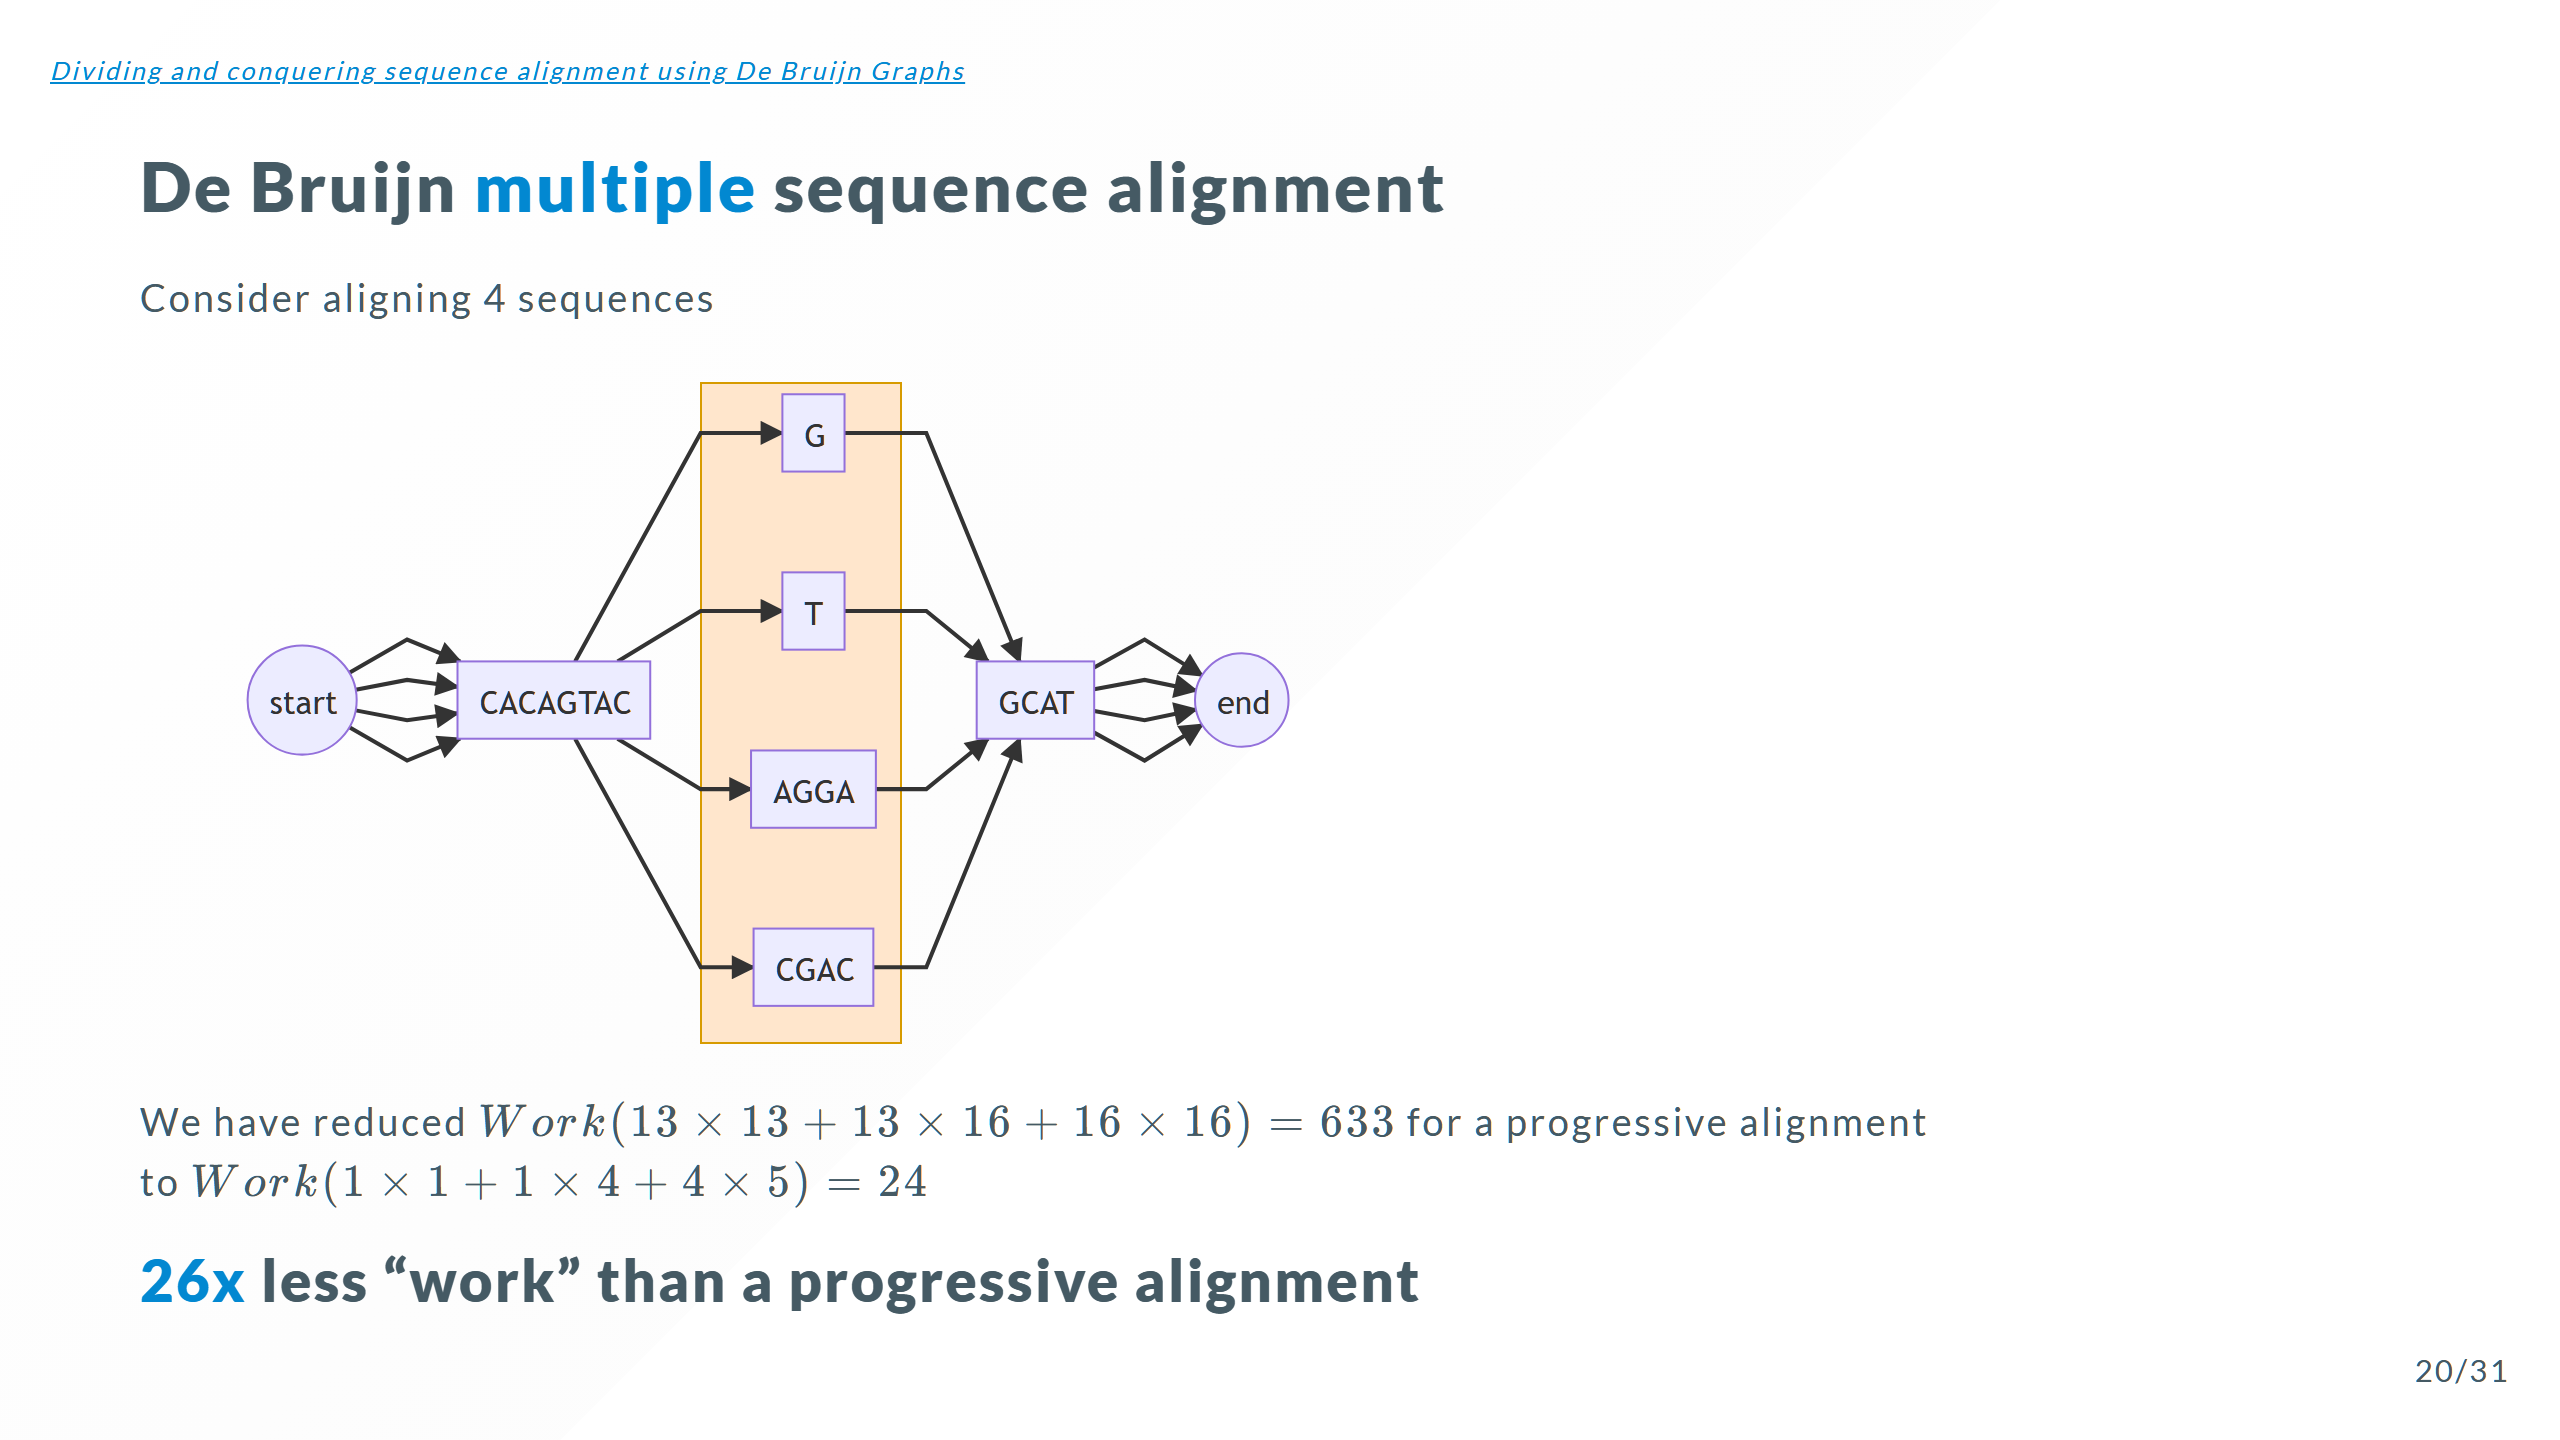 Dividing and conquering sequence alignment using De Bruijn Graphs
De Bruijn multiple sequence alignment
Consider aligning 4 sequences
G
T
start
CACAGTAC
GCAT
end
AGGA
CGAC
We have reduced Work(13 × 13 + 13 × 16 + 16 × 16) = 633 for a progressive alignment
to Work(1 × 1 + 1 × 4 + 4 × 5) = 24
26x less “work” than a progressive alignment
20/31